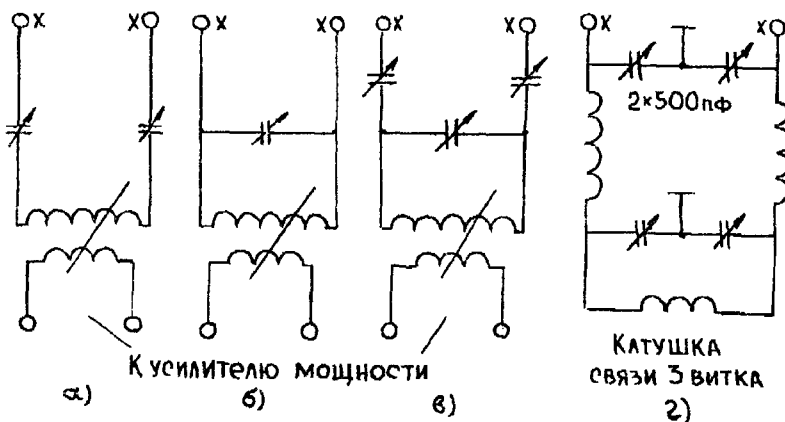 х х х х х х х х
2×500пф
К усилителю мощности
Катушка
связи 3 витка
а) б) в) г)